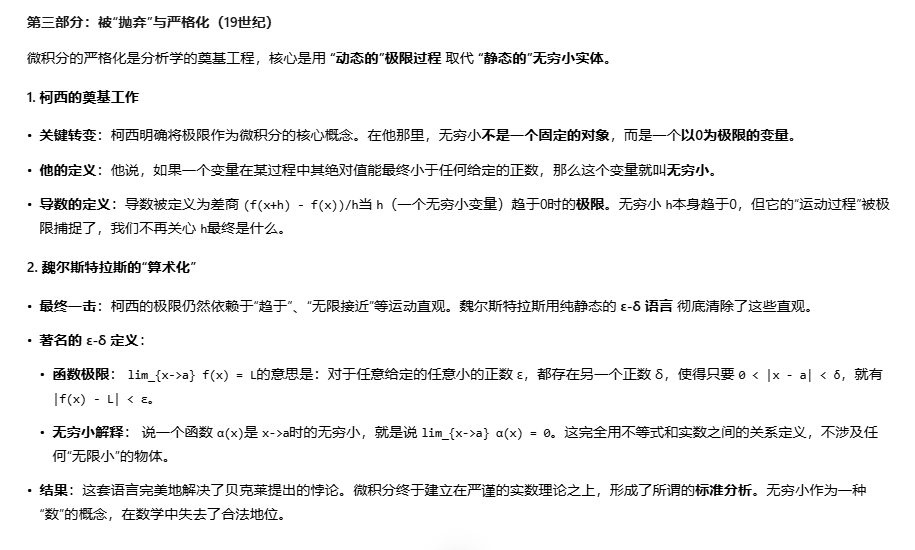 第三部分：被“抛弃”与严格化（19世纪）
微积分的严格化是分析学的奠基工程，核心是用 “动态的”极限过程 取代 “静态的”无穷小实体。
1. 柯西的奠基工作
• 关键转变：柯西明确将极限作为微积分的核心概念。在他那里，无穷小不是一个固定的对象，而是一个以0为极限的变量。
• 他的定义：他说，如果一个变量在某过程中其绝对值能最终小于任何给定的正数，那么这个变量就叫无穷小。
• 导数的定义：导数被定义为差商 (f(x+h) - f(x))/h当 h（一个无穷小变量）趋于0时的极限。无穷小 h本身趋于0，但它的“运动过程”被极
限捕捉了，我们不再关心 h最终是什么。
2. 魏尔斯特拉斯的“算术化”
• 最终一击：柯西的极限仍然依赖于“趋于”、“无限接近”等运动直观。魏尔斯特拉斯用纯静态的 ε-δ 语言 彻底清除了这些直观。
• 著名的 ε-δ 定义：
• 函数极限： lim_{x->a} f(x) = L的意思是：对于任意给定的任意小的正数 ε，都存在另一个正数 δ，使得只要 0 < |x - a| < δ，就有
|f(x) - L| < ε。
• 无穷小解释： 说一个函数 α(x)是 x->a时的无穷小，就是说 lim_{x->a} α(x) = 0。这完全用不等式和实数之间的关系定义，不涉及任
何“无限小”的物体。
• 结果：这套语言完美地解决了贝克莱提出的悖论。微积分终于建立在严谨的实数理论之上，形成了所谓的标准分析。无穷小作为一种
“数”的概念，在数学中失去了合法地位。